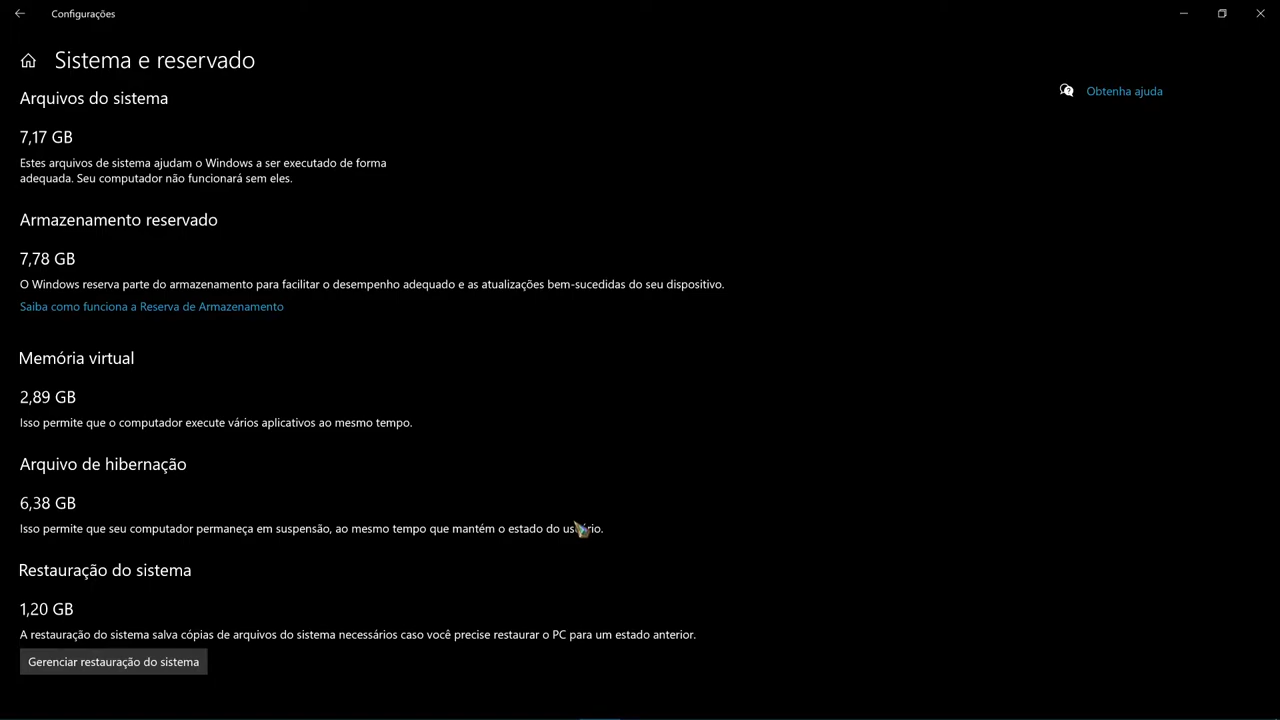 Configurações
Sistema e reservado
Arquivos do sistema
Obtenha ajuda
7,17 GB
Estes arquivos de sistema ajudam o Windows a ser executado de forma
adequada. Seu computador não funcionará sem eles.
Armazenamento reservado
7,78 GB
O Windows reserva parte do armazenamento para facilitar o desempenho adequado e as atualizações bem-sucedidas do seu dispositivo.
Saiba como funciona a Reserva de Armazenamento
Memória virtual
2,89 GB
Isso permite que o computador execute vários aplicativos ao mesmo tempo.
Arquivo de hibernação
6,38 GB
Isso permite que seu computador permaneça em suspensão, ao mesmo tempo que mantém o estado do usuário.
Restauração do sistema
1,20 GB
A restauração do sistema salva cópias de arquivos do sistema necessários caso você precise restaurar o PC para um estado anterior.
Gerenciar restauração do sistema